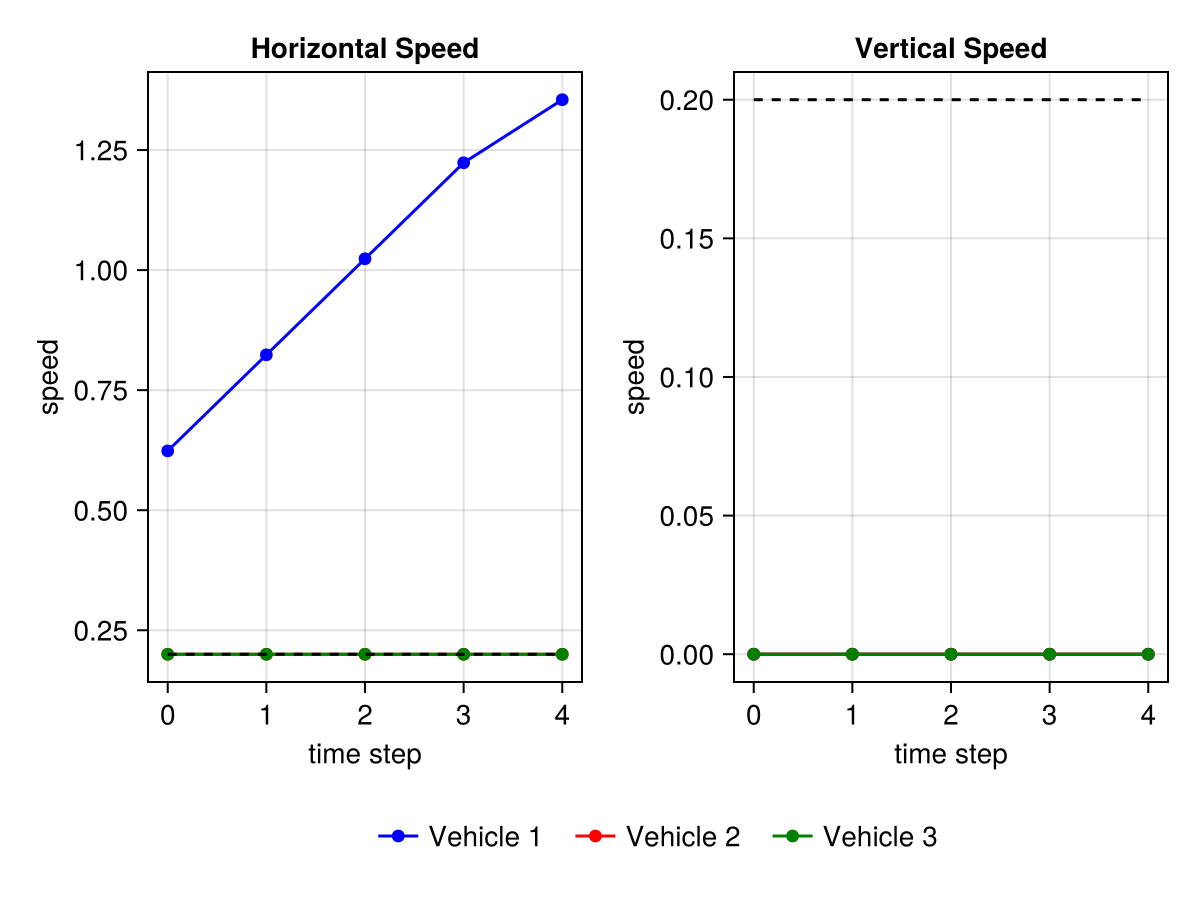 Horizontal Speed
speed
1.25
1.00
0.75
0.50
0.25
0 1 2 3 4
time step
Vertical Speed
speed
0.20
0.15
0.10
0.05
0.00
0 1 2 3 4
time step
Vehicle 1 Vehicle 2 Vehicle 3